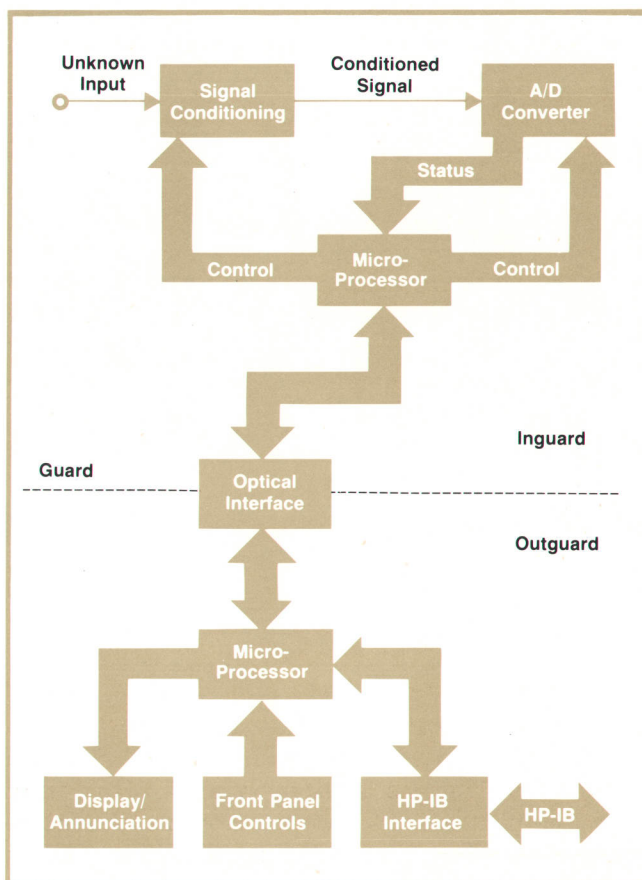 Unknown
Input
Signal
Conditioning
Conditioned
Signal
A/D
Converter
Status
Control
Micro-
Processor
Control
Inguard
Guard
Optical
Interface
Outguard
Micro-
Processor
Display/
Annunciation
Front Panel
Controls
HP-IB
Interface
HP-IB